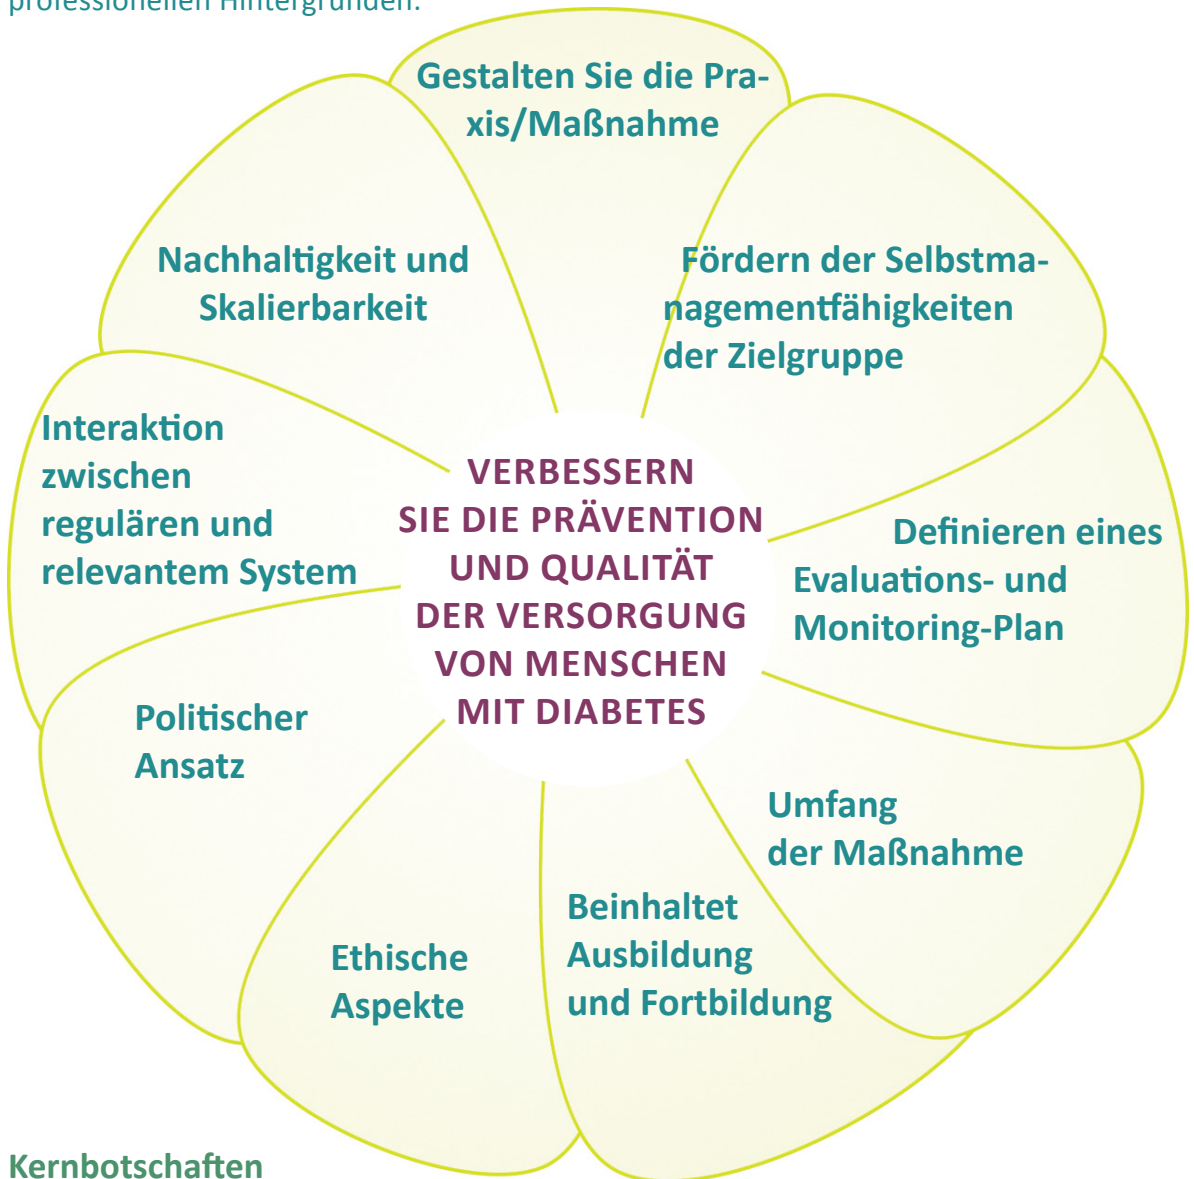 professionellen Hintergründen.
Gestalten Sie die Pra-
xis/Maßnahme
Fördern der Selbstma-
nagementfähigkeiten
der Zielgruppe
Definieren eines
Evaluations- und
Monitoring-Plan
Umfang
der Maßnahme
Beinhaltet
Ausbildung
und Fortbildung
Ethische
Aspekte
Politischer
Ansatz
Interaktion
zwischen
regulären und
relevantem System
Nachhaltigkeit und
Skalierbarkeit
VERBESSERN
SIE DIE PRÄVENTION
UND QUALITÄT
DER VERSORGUNG
VON MENSCHEN
MIT DIABETES
Kernbotschaften